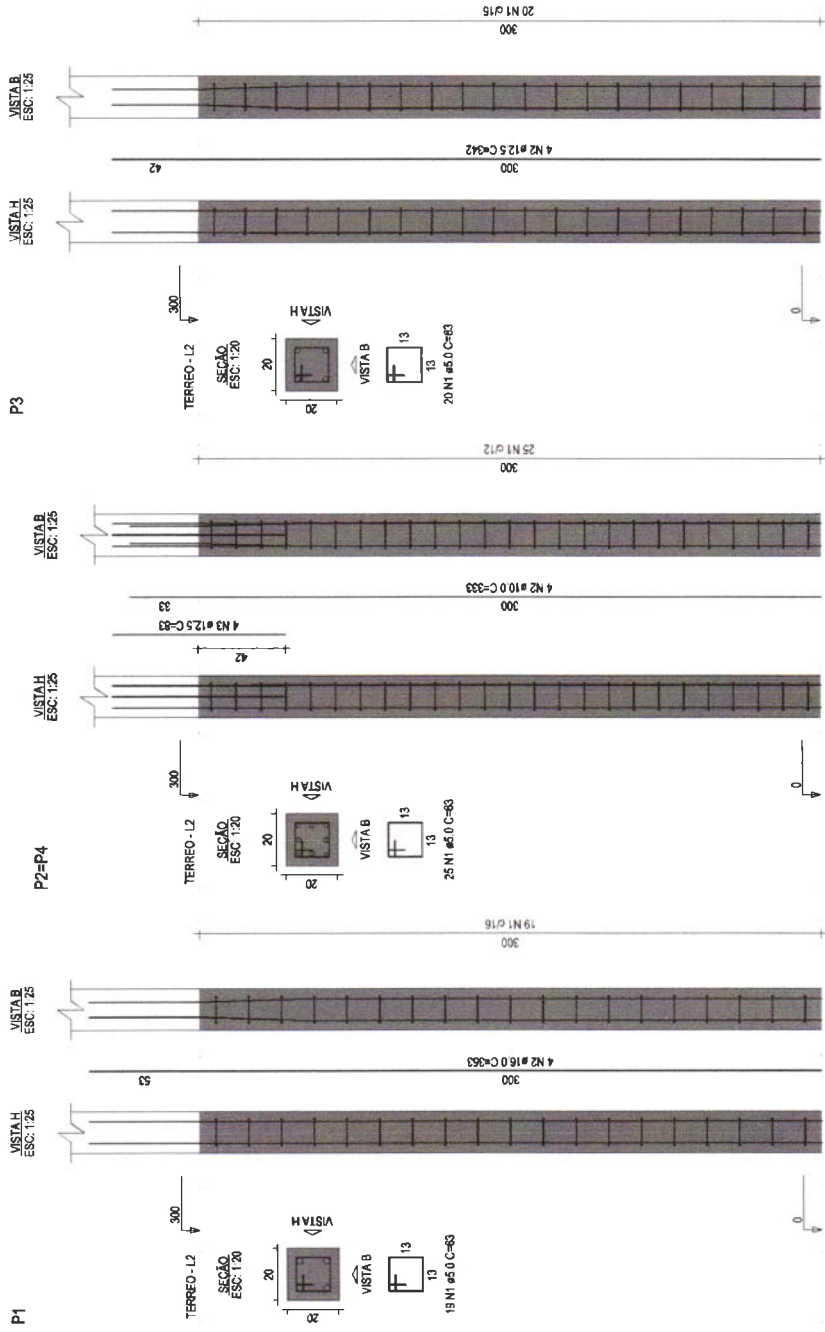 P1
TERREO - L2
300
0
SEÇÃO
ESC: 1:20
20
20
VISTA H
VISTA B
13
13
19 N1 ø5.0 C=63
VISTA H
ESC: 1:25
53
300
4 N2 ø16.0 C=353
VISTA B
ESC: 1:25
300
19 N1 c/16
P2=P4
TERREO - L2
300
0
SEÇÃO
ESC 1:20
20
20
VISTA H
VISTA B
13
13
25 N1 ø5.0 C=63
VISTA H
ESC: 1:25
42
4 N3 ø12.5 C=83
33
300
4 N2 ø10.0 C=333
VISTA B
ESC: 1:25
300
25 N1 c/12
P3
TERREO - L2
300
0
SEÇÃO
ESC: 1:20
20
20
VISTA H
VISTA B
13
13
20 N1 ø5.0 C=63
VISTA H
ESC: 1:25
42
300
4 N2 ø12.5 C=342
VISTA B
ESC: 1:25
300
20 N1 c/15